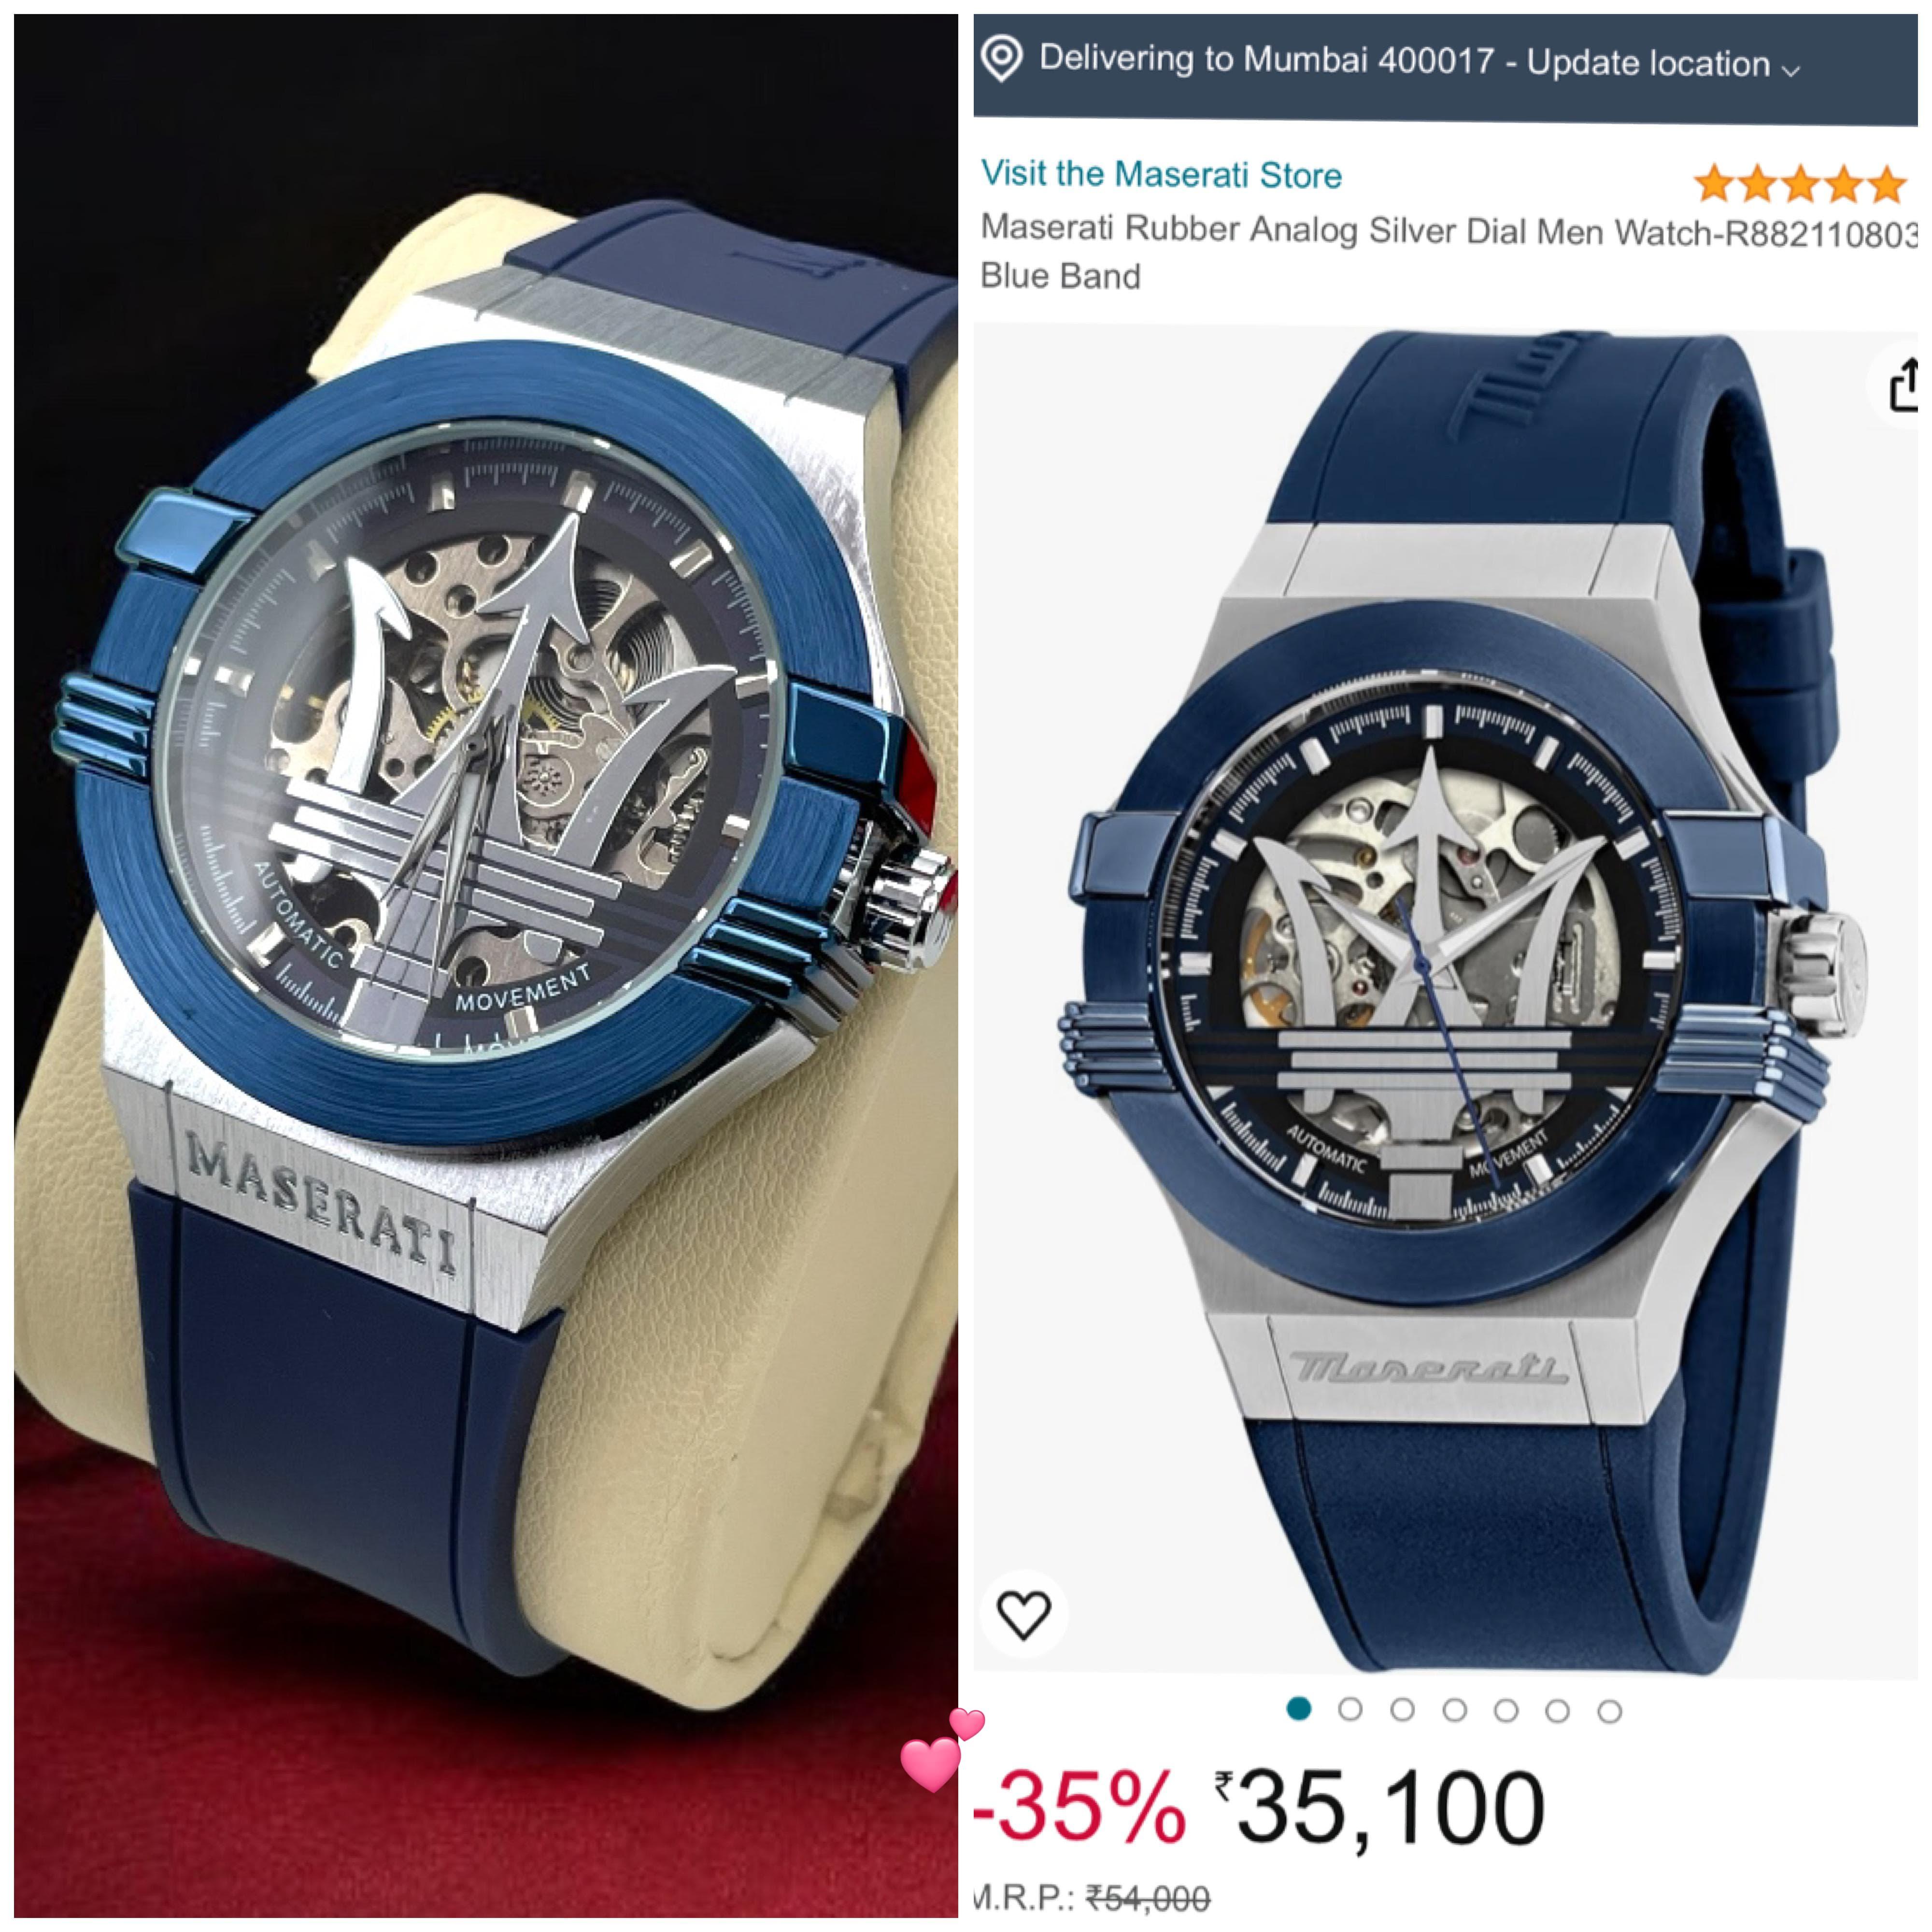 AUTOMATIC
MOVEMENT
MASERATI
Delivering to Mumbai 400017 - Update location
Visit the Maserati Store
Maserati Rubber Analog Silver Dial Men Watch-R882110803
Blue Band
AUTOMATIC
MOVEMENT
Maserati
-35% ₹35,100
M.R.P.: ₹54,000